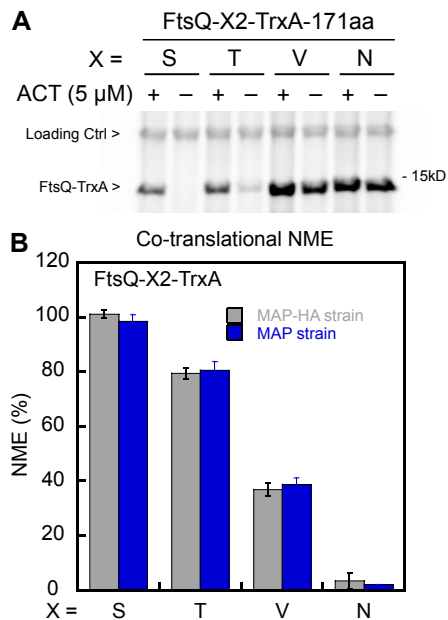 A
FtsQ-X2-TrxA-171aa
X = S T V N
ACT (5 µM) + − + − + − + −
Loading Ctrl >
- 15kD
FtsQ-TrxA >
B
Co-translational NME
120
FtsQ-X2-TrxA
MAP-HA strain
MAP strain
100
80
60
40
20
0
NME (%)
X = S T V N